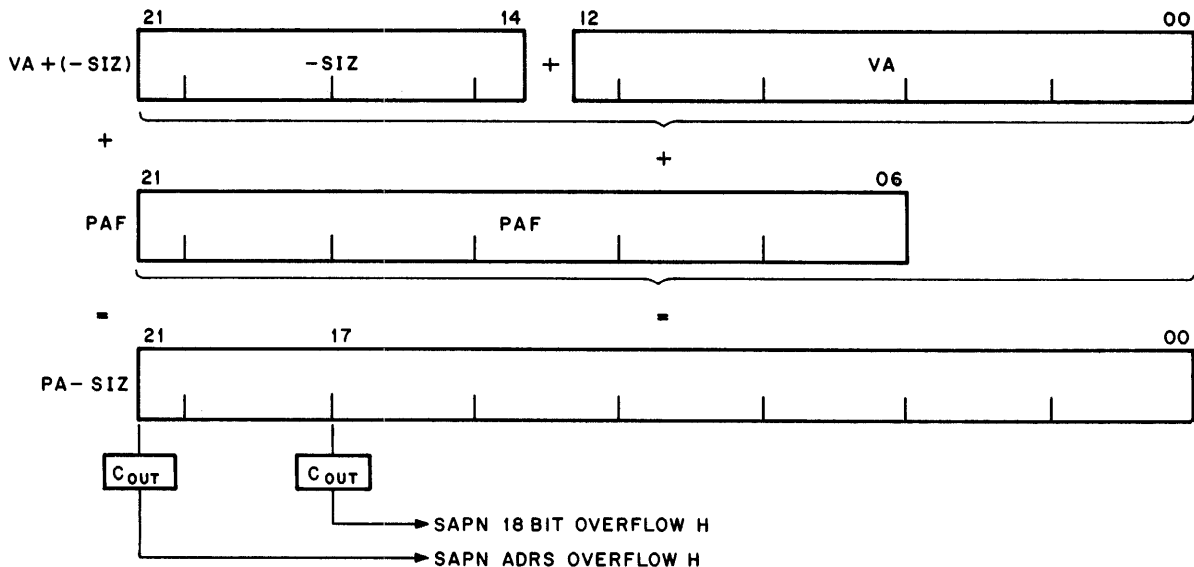 21 14 12 00
VA+(-SIZ) -SIZ + VA
+ +
21 06
PAF PAF
= =
21 17 00
PA-SIZ
COUT COUT
SAPN 18 BIT OVERFLOW H
SAPN ADRS OVERFLOW H